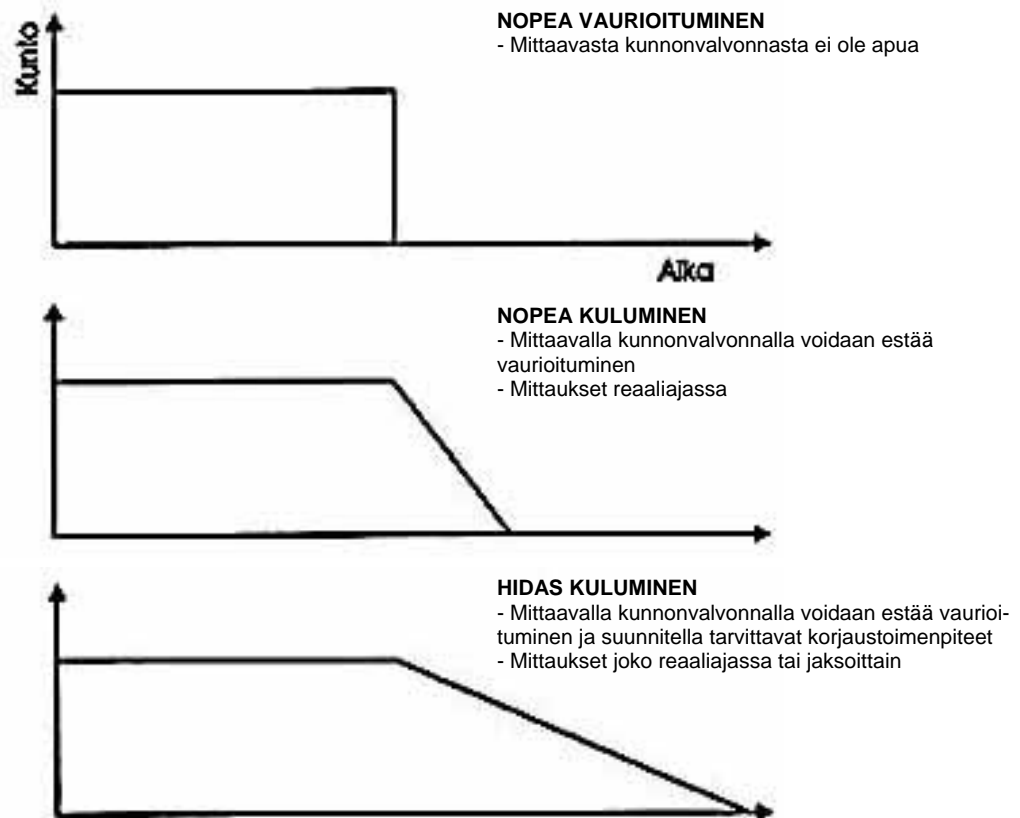 Kunto
NOPEA VAURIOITUMINEN
- Mittaavasta kunnonvalvonnasta ei ole apua
Aika
NOPEA KULUMINEN
- Mittaavalla kunnonvalvonnalla voidaan estää
vaurioituminen
- Mittaukset reaaliajassa
HIDAS KULUMINEN
- Mittaavalla kunnonvalvonnalla voidaan estää vaurioi-
tuminen ja suunnitella tarvittavat korjaustoimenpiteet
- Mittaukset joko reaaliajassa tai jaksoittain